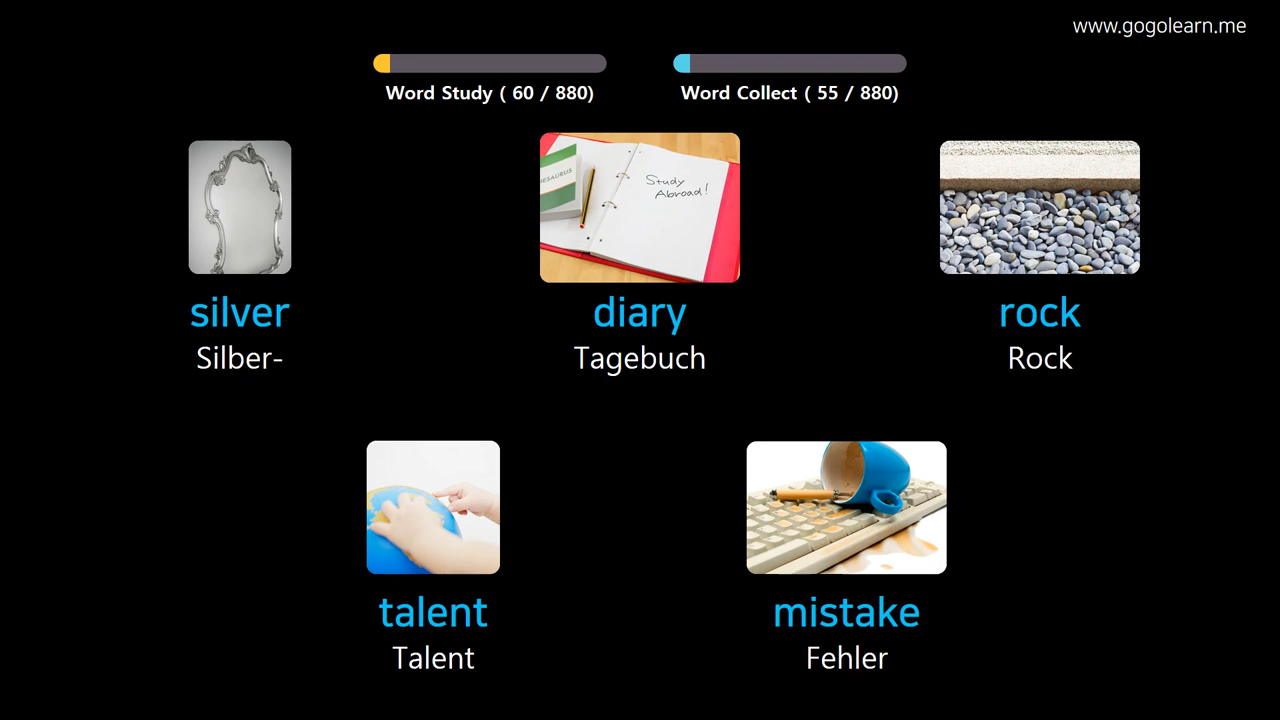 www.gogolearn.me
Word Study ( 60 / 880)
Word Collect ( 55 / 880)
ESAURUS
Study
Abroad!
silver
Silber-
diary
Tagebuch
rock
Rock
talent
Talent
mistake
Fehler